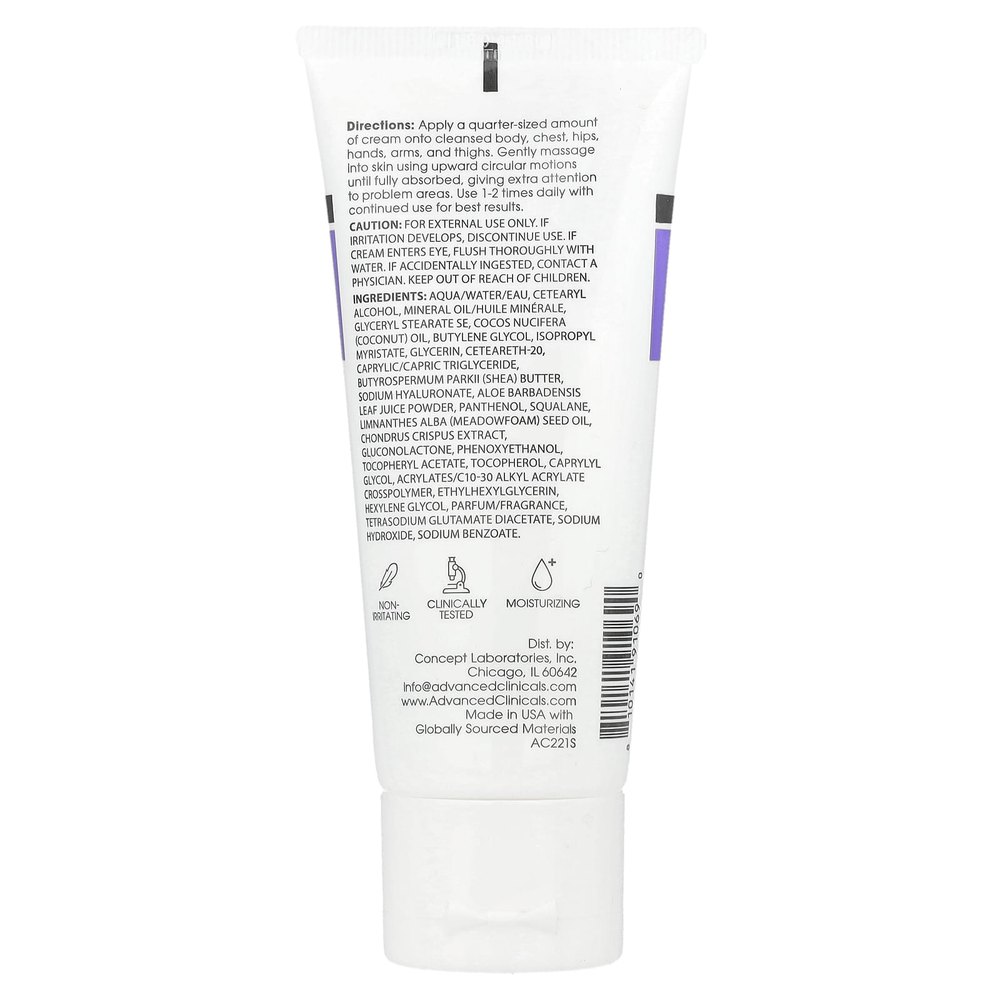 Directions: Apply a quarter-sized amount
of cream onto cleansed body, chest, hips,
hands, arms, and thighs. Gently massage
into skin using upward circular motions
until fully absorbed, giving extra attention
to problem areas. Use 1-2 times daily with
continued use for best results.
CAUTION: FOR EXTERNAL USE ONLY. IF
IRRITATION DEVELOPS, DISCONTINUE USE. IF
CREAM ENTERS EYE, FLUSH THOROUGHLY WITH
WATER. IF ACCIDENTALLY INGESTED, CONTACT A
PHYSICIAN. KEEP OUT OF REACH OF CHILDREN.
INGREDIENTS: AQUA/WATER/EAU, CETEARYL
ALCOHOL, MINERAL OIL/HUILE MINÉRALE,
GLYCERYL STEARATE SE, COCOS NUCIFERA
(COCONUT) OIL, BUTYLENE GLYCOL, ISOPROPYL
MYRISTATE, GLYCERIN, CETEARETH-20,
CAPRYLIC/CAPRIC TRIGLYCERIDE,
BUTYROSPERMUM PARKII (SHEA) BUTTER,
SODIUM HYALURONATE, ALOE BARBADENSIS
LEAF JUICE POWDER, PANTHENOL, SQUALANE,
LIMNANTHES ALBA (MEADOWFOAM) SEED OIL,
CHONDRUS CRISPUS EXTRACT,
GLUCONOLACTONE, PHENOXYETHANOL,
TOCOPHERYL ACETATE, TOCOPHEROL, CAPRYLYL
GLYCOL, ACRYLATES/C10-30 ALKYL ACRYLATE
CROSSPOLYMER, ETHYLHEXYLGLYCERIN,
HEXYLENE GLYCOL, PARFUM/FRAGRANCE,
TETRASODIUM GLUTAMATE DIACETATE, SODIUM
HYDROXIDE, SODIUM BENZOATE.
NON-
IRRITATING
CLINICALLY
TESTED
MOISTURIZING
Dist. by:
Concept Laboratories, Inc.
Chicago, IL 60642
info@advancedclinicals.com
www.AdvancedClinicals.com
Made in USA with
Globally Sourced Materials
AC221S
0 10141 91069 0